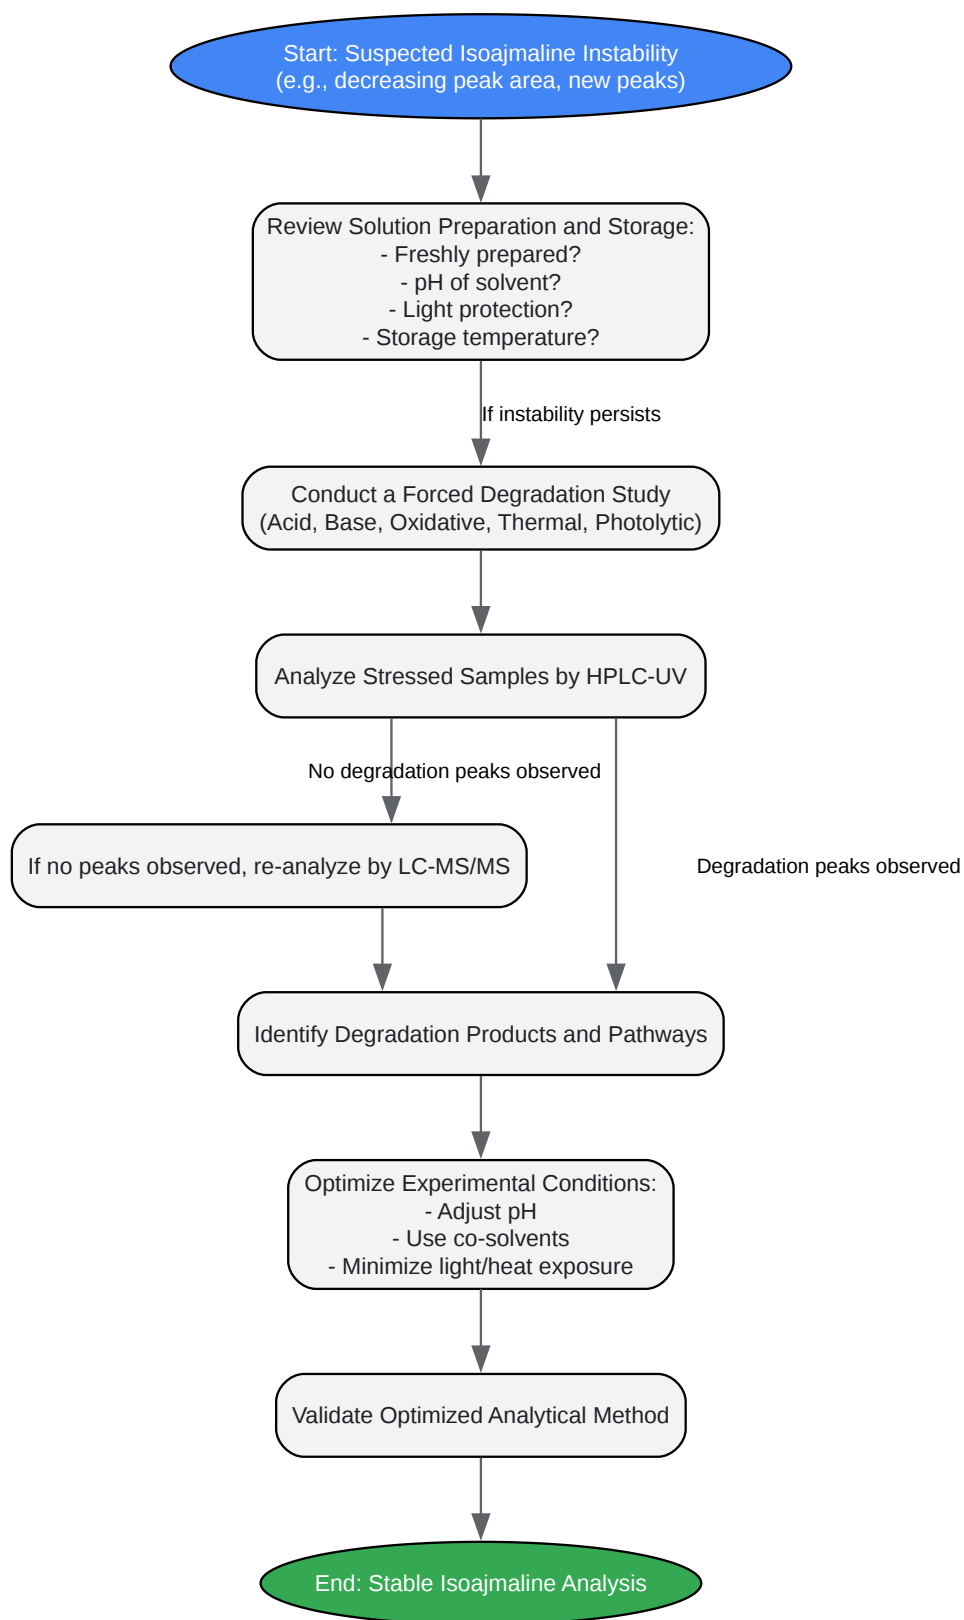 Start: Suspected Isoajmaline Instability
(e.g., decreasing peak area, new peaks)
Review Solution Preparation and Storage:
- Freshly prepared?
- pH of solvent?
- Light protection?
- Storage temperature?
If instability persists
Conduct a Forced Degradation Study
(Acid, Base, Oxidative, Thermal, Photolytic)
Analyze Stressed Samples by HPLC-UV
No degradation peaks observed
If no peaks observed, re-analyze by LC-MS/MS
Degradation peaks observed
Identify Degradation Products and Pathways
Optimize Experimental Conditions:
- Adjust pH
- Use co-solvents
- Minimize light/heat exposure
Validate Optimized Analytical Method
End: Stable Isoajmaline Analysis